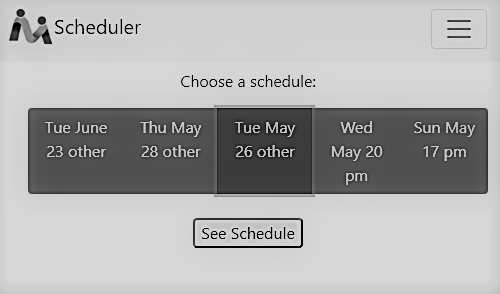 Scheduler
Choose a schedule:
Tue June
23 other
Thu May
28 other
Tue May
26 other
Wed
May 20
pm
Sun May
17 pm
See Schedule